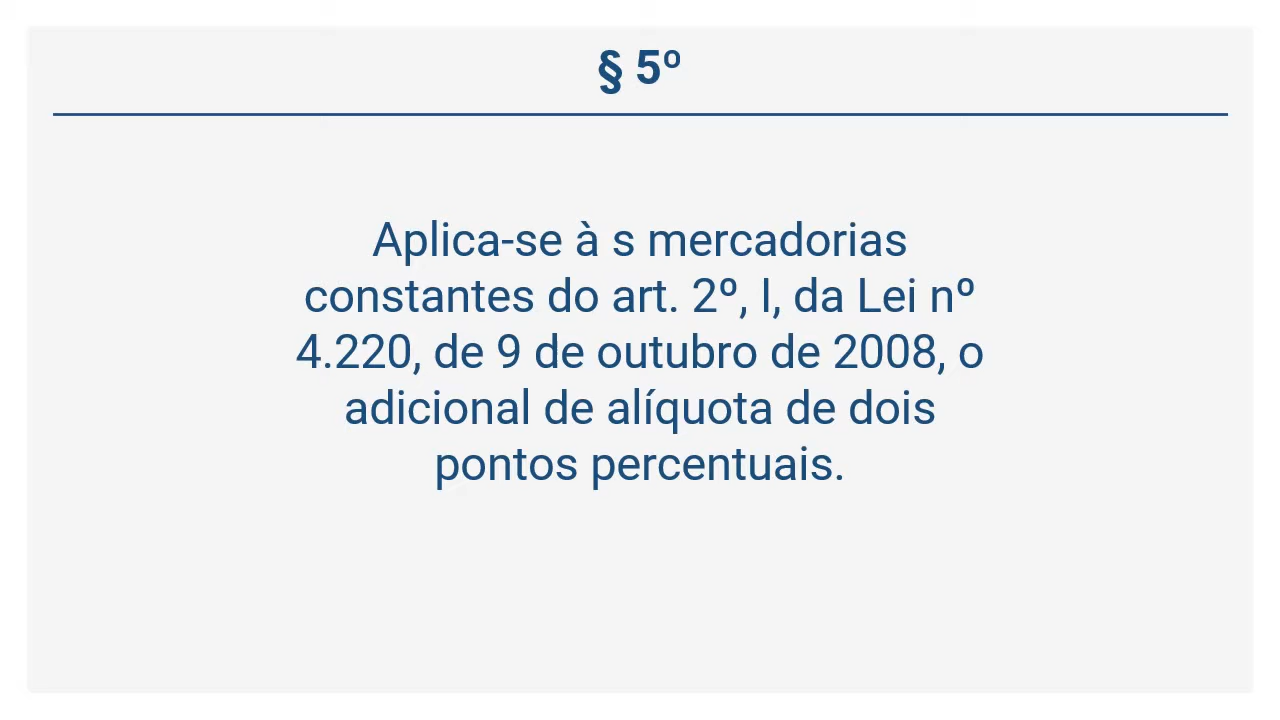 § 5º
Aplica-se à s mercadorias
constantes do art. 2º, I, da Lei nº
4.220, de 9 de outubro de 2008, o
adicional de alíquota de dois
pontos percentuais.